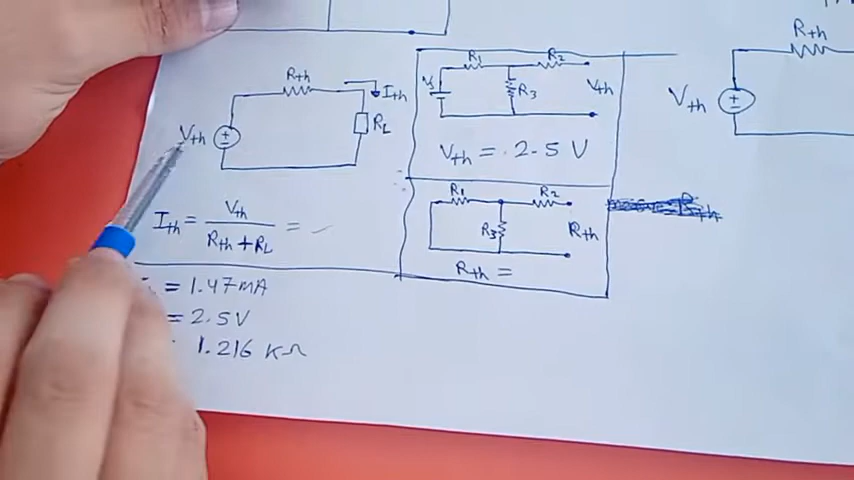 Rth
Ith
Vth
RL
Ith = Vth / Rth + RL =
= 1.47mA
= 2.5V
1.216 KΩ
R1 R2
Vs
R3
Vth
Vth = 2.5 V
R1 R2
R3
Rth
Rth =
Rth
Vth